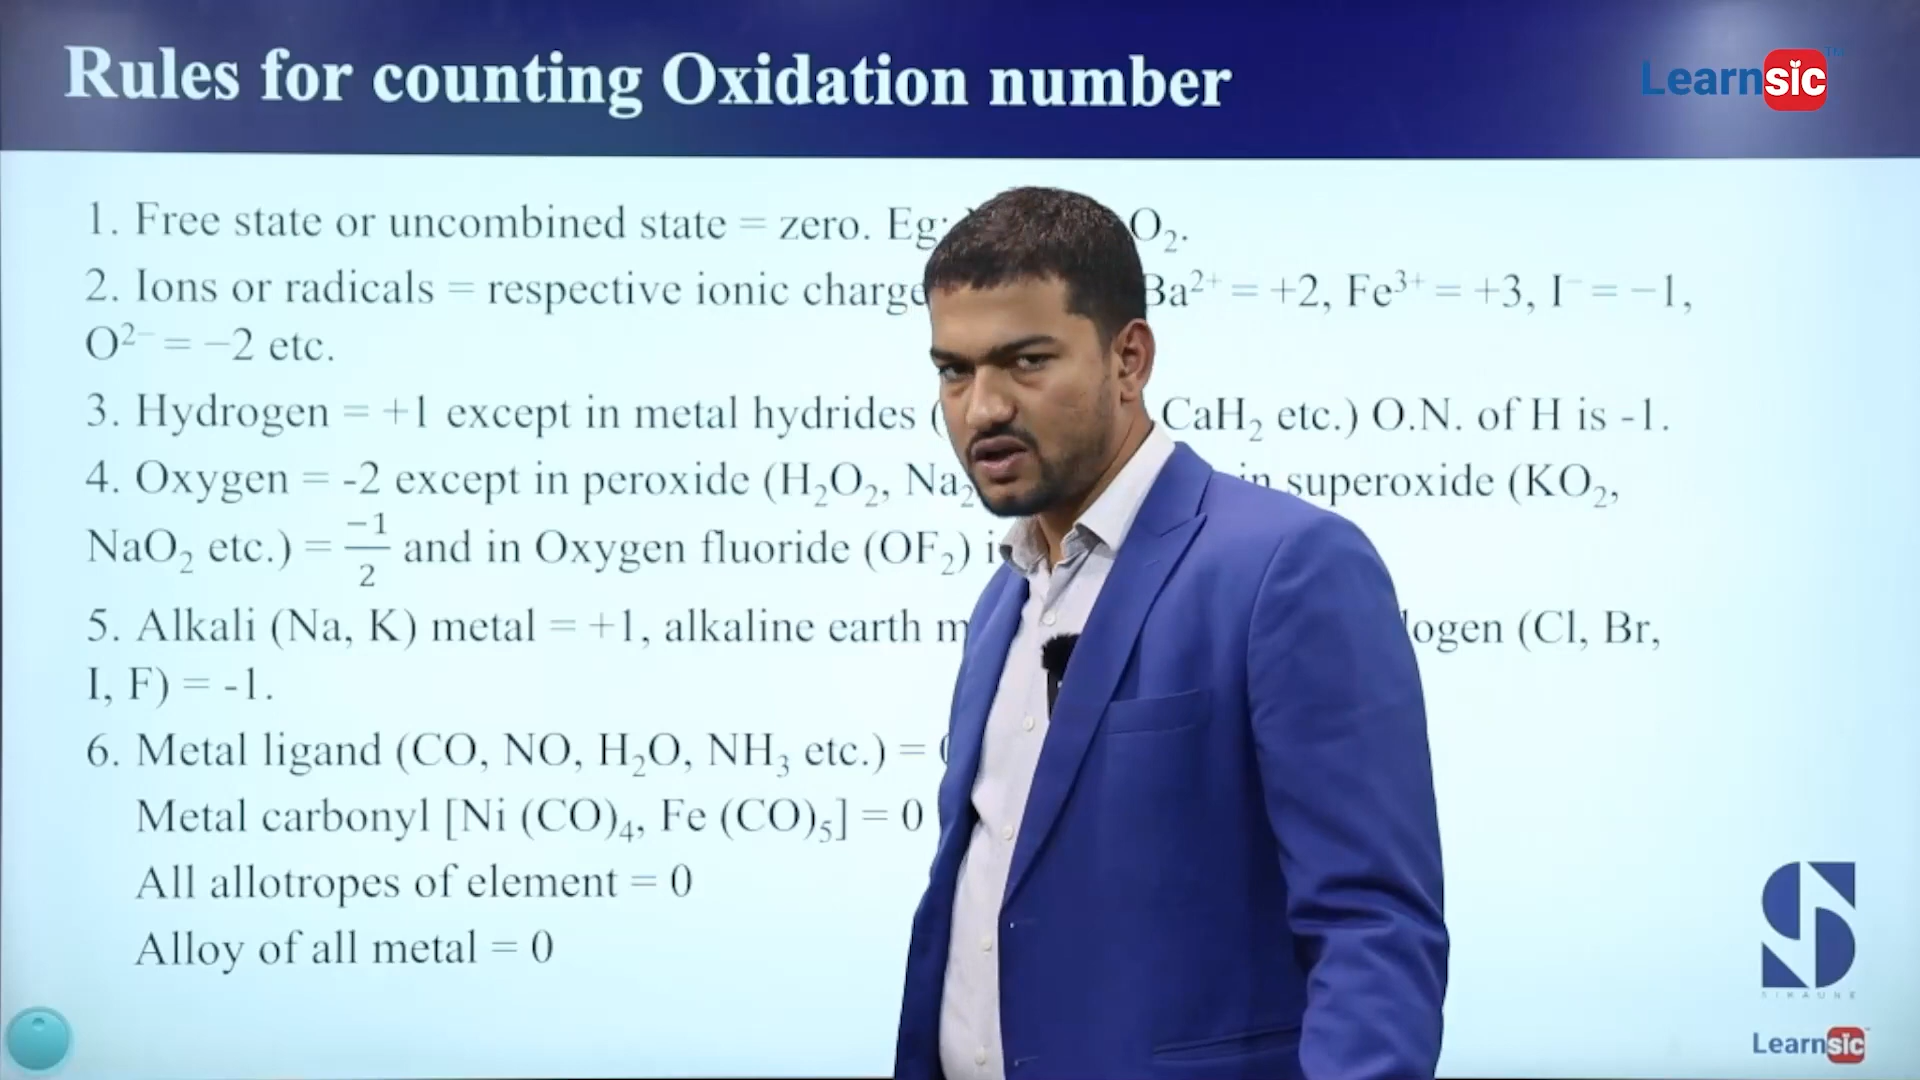 Rules for counting Oxidation number
Learnsic™
1. Free state or uncombined state = zero. Eg: O₂.
2. Ions or radicals = respective ionic charge Ba²⁺ = +2, Fe³⁺ = +3, I⁻ = −1,
O²⁻ = −2 etc.
3. Hydrogen = +1 except in metal hydrides ( CaH₂ etc.) O.N. of H is -1.
4. Oxygen = -2 except in peroxide (H₂O₂, in superoxide (KO₂,
NaO₂ etc.) = −1/2 and in Oxygen fluoride (OF₂)
5. Alkali (Na, K) metal = +1, alkaline earth (Cl, Br,
I, F) = -1.
6. Metal ligand (CO, NO, H₂O, NH₃ etc.) =
Metal carbonyl [Ni (CO)₄, Fe (CO)₅] = 0
All allotropes of element = 0
Alloy of all metal = 0
SIKAUNE
Learnsic